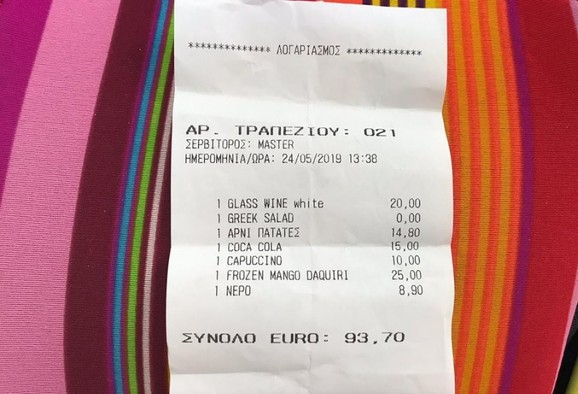 ************* ΛΟΓΑΡΙΑΣΜΟΣ *************
ΑΡ. ΤΡΑΠΕΖΙΟΥ: 021
ΣΕΡΒΙΤΟΡΟΣ: MASTER
ΗΜΕΡΟΜΗΝΙΑ/ΩΡΑ: 24/05/2019 13:38
1 GLASS WINE white 20,00
1 GREEK SALAD 0,00
1 ΑΡΝΙ ΠΑΤΑΤΕΣ 14,80
1 COCA COLA 15,00
1 CAPUCCINO 10,00
1 FROZEN MANGO DAQUIRI 25,00
1 ΝΕΡΟ 8,90
ΣΥΝΟΛΟ EURO: 93,70